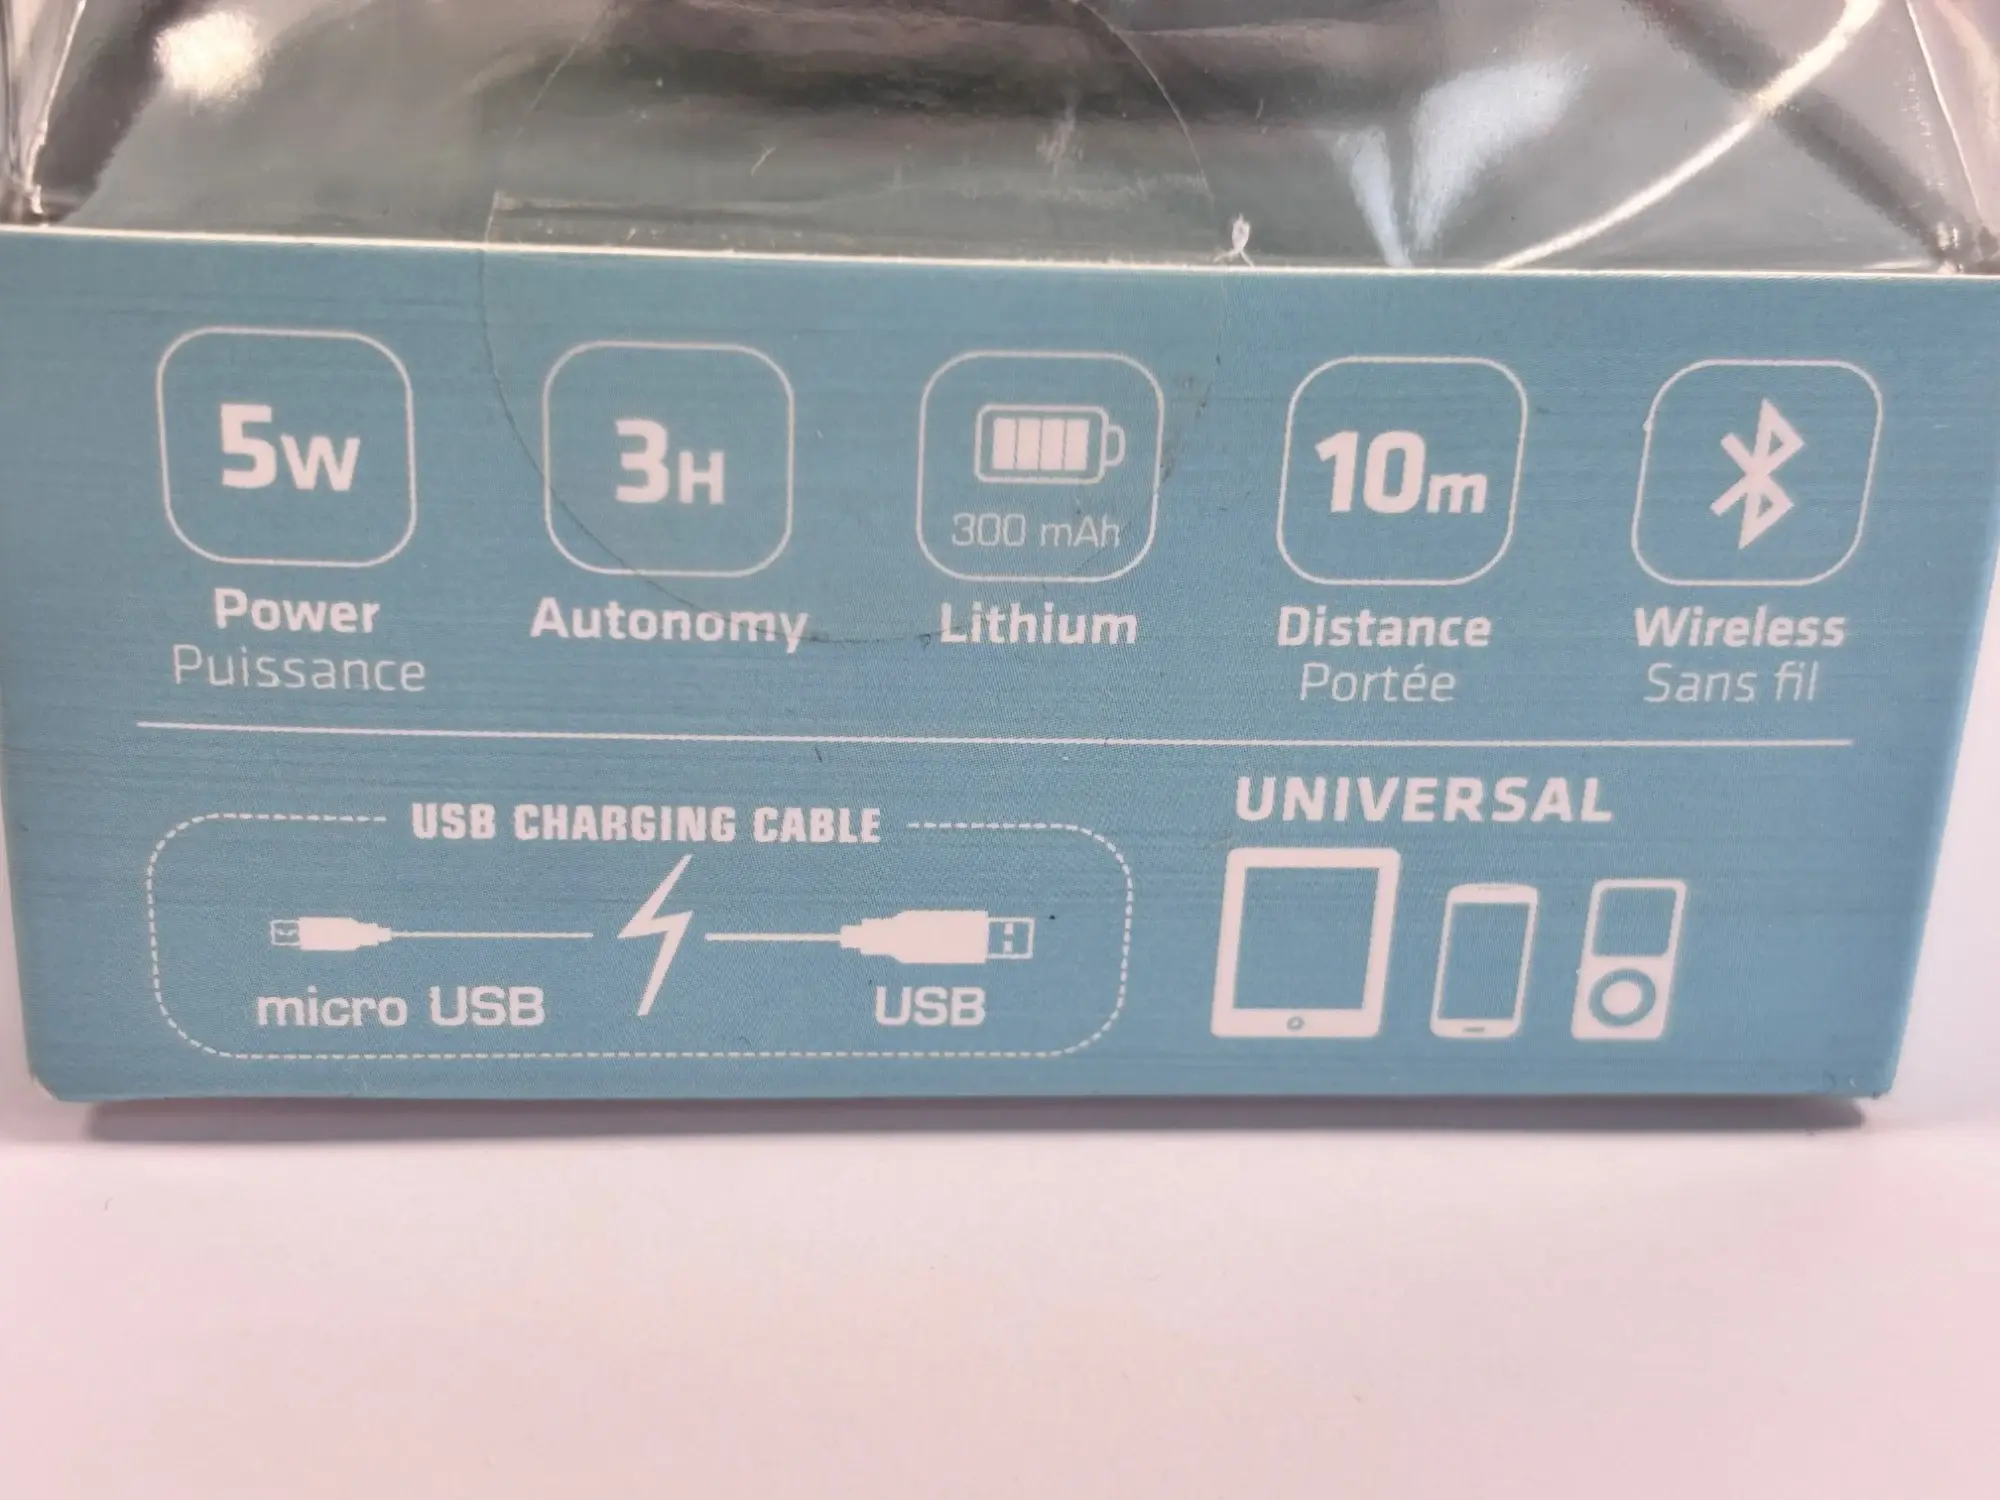 5W
Power
Puissance
3H
Autonomy
300 mAh
Lithium
10m
Distance
Portée
Wireless
Sans fil
USB CHARGING CABLE
micro USB
USB
UNIVERSAL